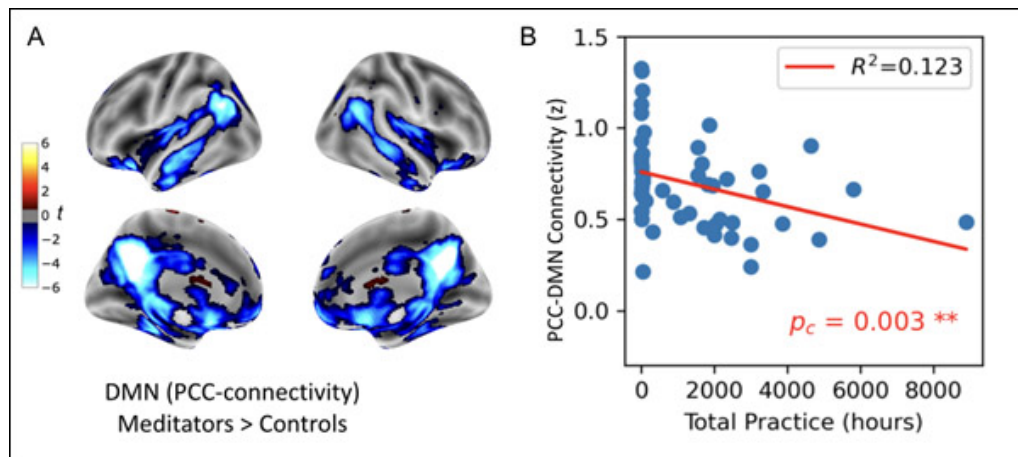 A
6
4
2
0 t
−2
−4
−6
DMN (PCC-connectivity)
Meditators > Controls
B
1.5
1.0
0.5
0.0
PCC-DMN Connectivity (z)
R²=0.123
p_c = 0.003 **
0 2000 4000 6000 8000
Total Practice (hours)